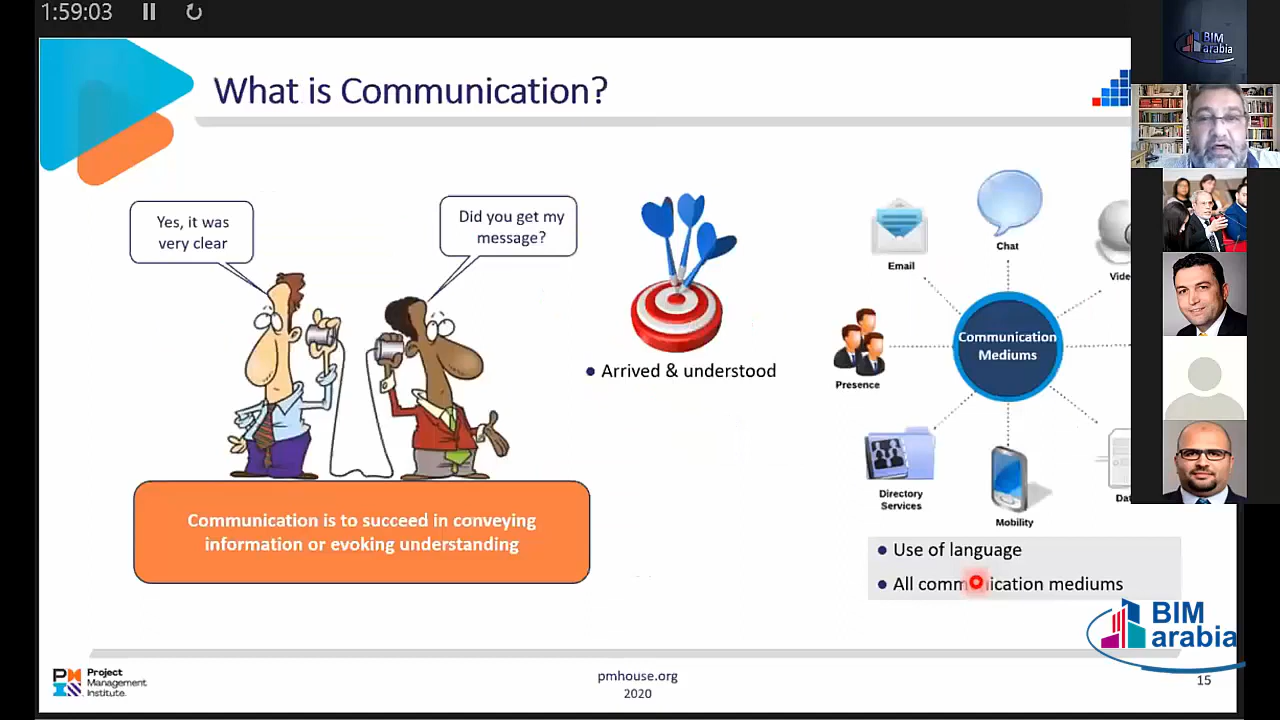 1:59:03
What is Communication?
Yes, it was
very clear
Did you get my
message?
Arrived & understood
Communication is to succeed in conveying
information or evoking understanding
Email
Chat
Presence
Communication
Mediums
Directory
Services
Mobility
Use of language
All communication mediums
Project
Management
Institute.
pmhouse.org
2020
15
BIM
arabia
BIM
arabia